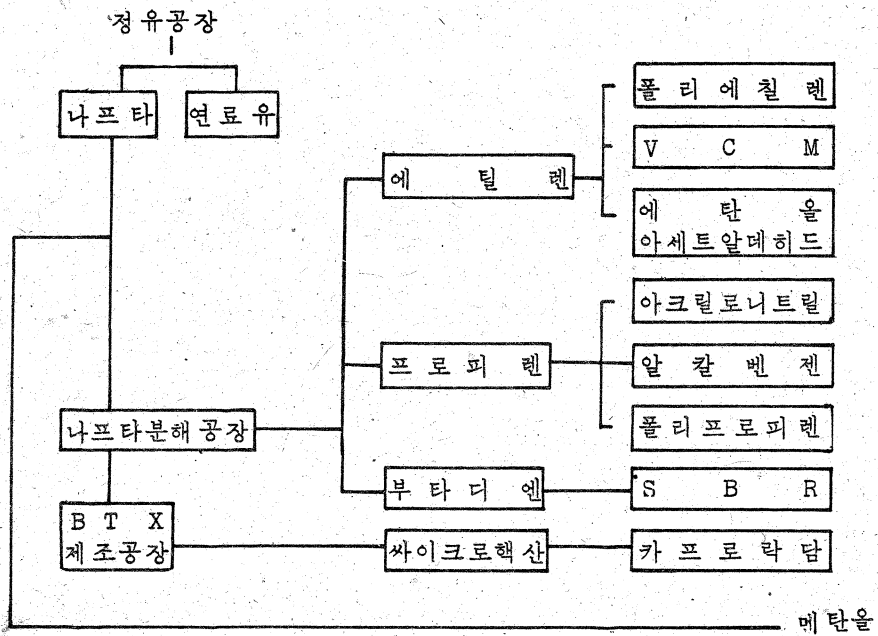 정유공장
나프타
연료유
폴리에칠렌
V C M
에틸렌
에탄올
아세트알데히드
아크릴로니트릴
프로피렌
알칼벤젠
폴리프로피렌
나프타분해공장
부타디엔
S B R
B T X
제조공장
싸이크로핵산
카프로락담
메탄올